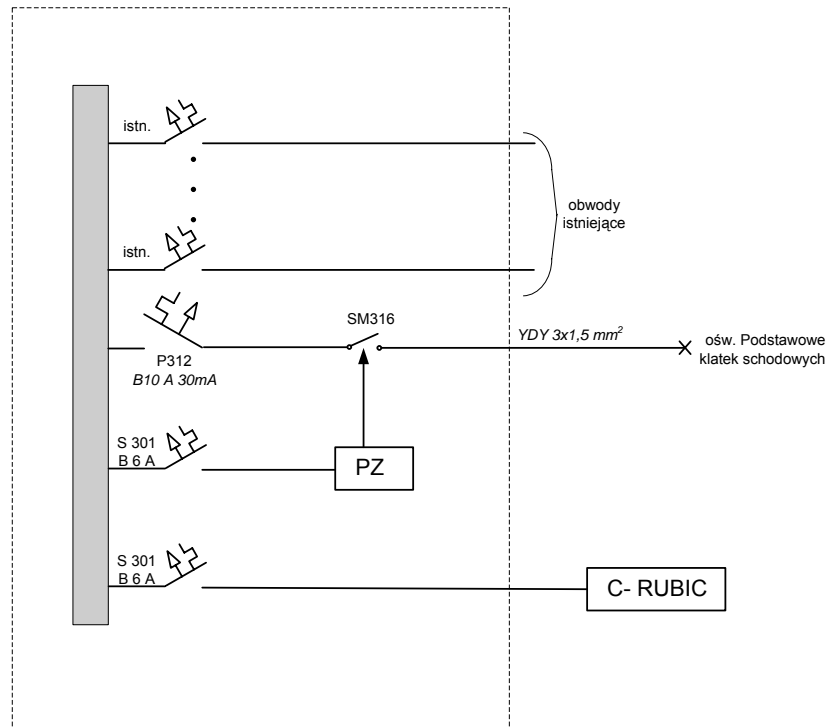 istn.
istn.
obwody
istniejące
SM316
YDY 3x1,5 mm²
ośw. Podstawowe
klatek schodowych
P312
B10 A 30mA
S 301
B 6 A
PZ
S 301
B 6 A
C- RUBIC